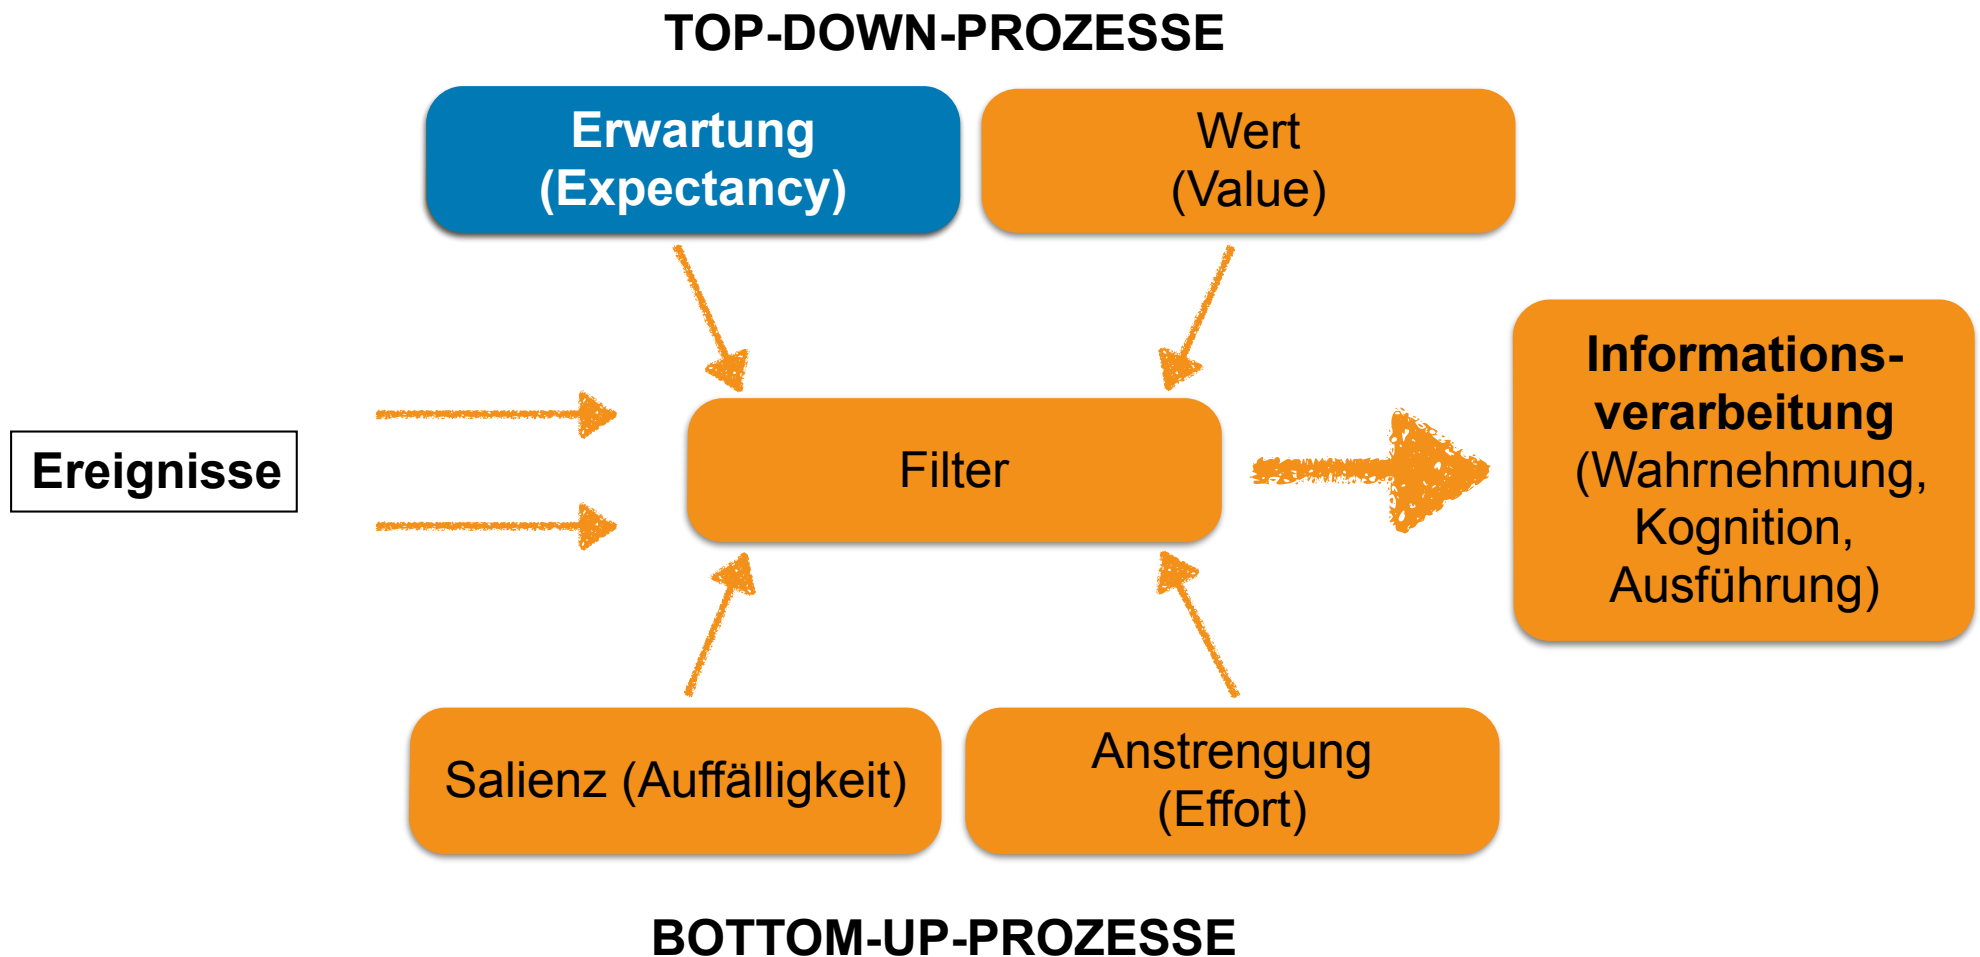 TOP-DOWN-PROZESSE
Erwartung
(Expectancy)
Wert
(Value)
Ereignisse
Filter
Informations-
verarbeitung
(Wahrnehmung,
Kognition,
Ausführung)
Salienz (Auffälligkeit)
Anstrengung
(Effort)
BOTTOM-UP-PROZESSE